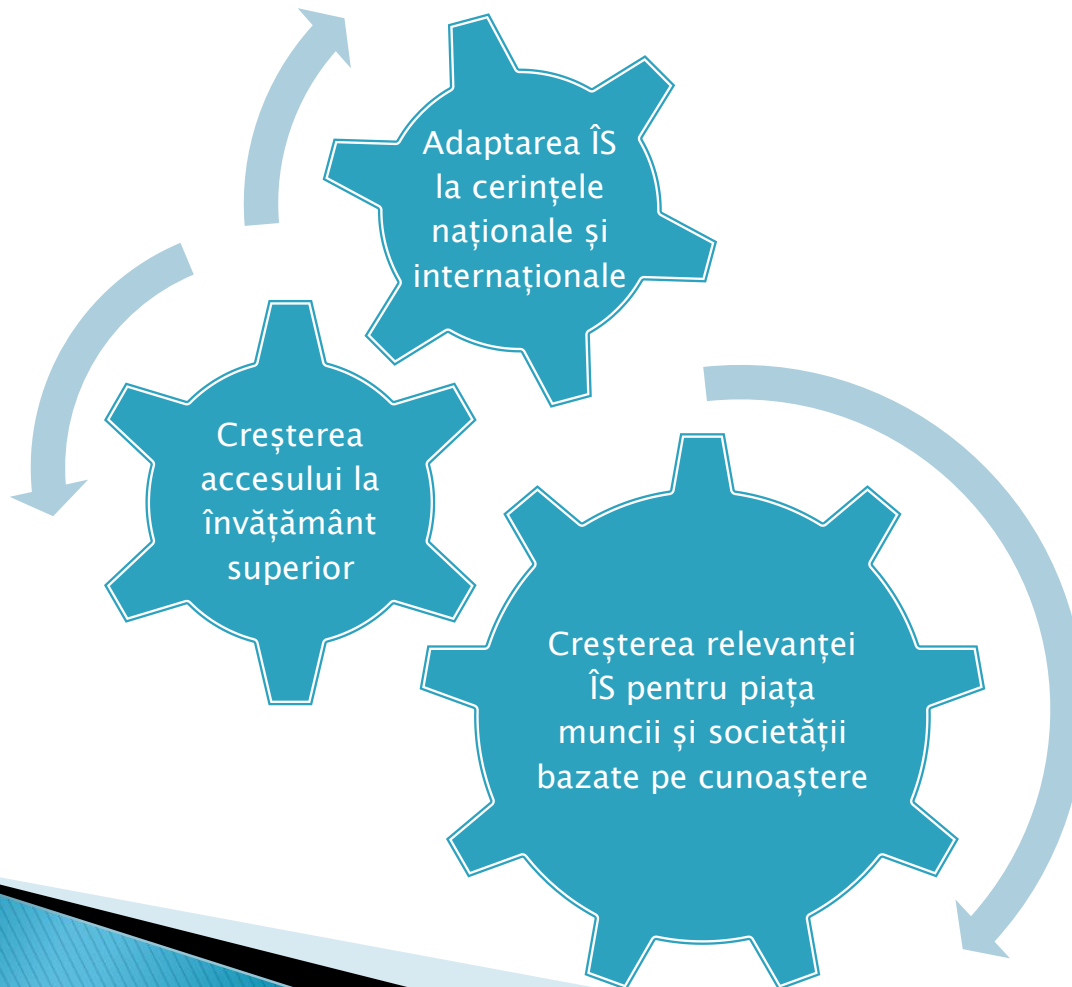 Adaptarea ÎS
la cerințele
naționale și
internaționale
Creșterea
accesului la
învățământ
superior
Creșterea relevanței
ÎS pentru piața
muncii și societății
bazate pe cunoaștere